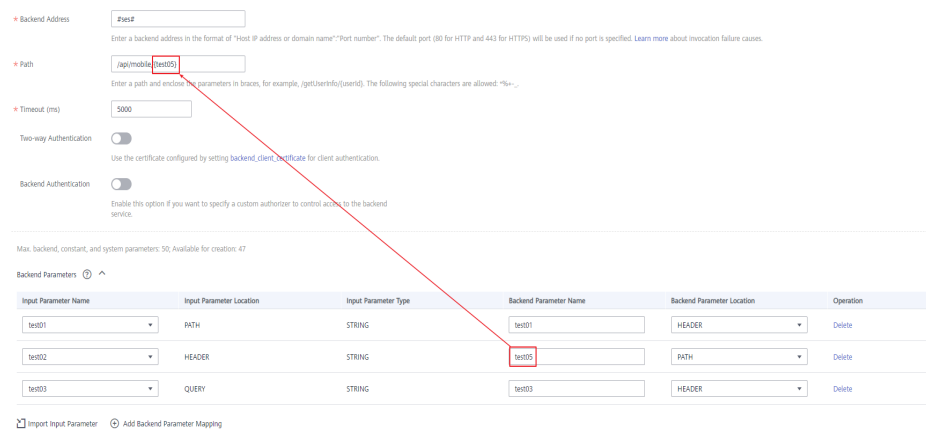 * Backend Address #ses#
Enter a backend address in the format of "Host IP address or domain name":"Port number". The default port (80 for HTTP and 443 for HTTPS) will be used if no port is specified. Learn more about invocation failure causes.
* Path /api/mobile/{test05}
Enter a path and enclose the parameters in braces, for example, /getUserInfo/{userId}. The following special characters are allowed: *%+-_.
* Timeout (ms) 5000
Two-way Authentication
Use the certificate configured by setting backend_client_certificate for client authentication.
Backend Authentication
Enable this option if you want to specify a custom authorizer to control access to the backend
service.
Max. backend, constant, and system parameters: 50; Available for creation: 47
Backend Parameters ?
Input Parameter Name Input Parameter Location Input Parameter Type Backend Parameter Name Backend Parameter Location Operation
test01 PATH STRING test01 HEADER Delete
test02 HEADER STRING test05 PATH Delete
test03 QUERY STRING test03 HEADER Delete
Import Input Parameter Add Backend Parameter Mapping